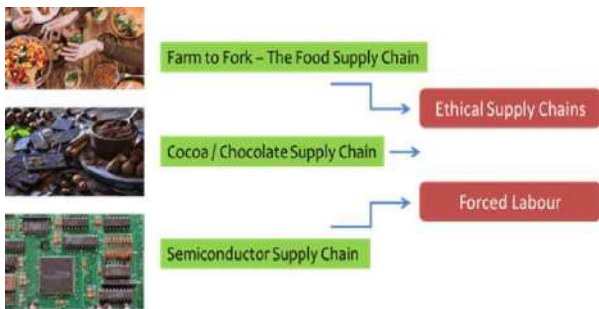 Farm to Fork – The Food Supply Chain
Ethical Supply Chains
Cocoa / Chocolate Supply Chain
Forced Labour
Semiconductor Supply Chain